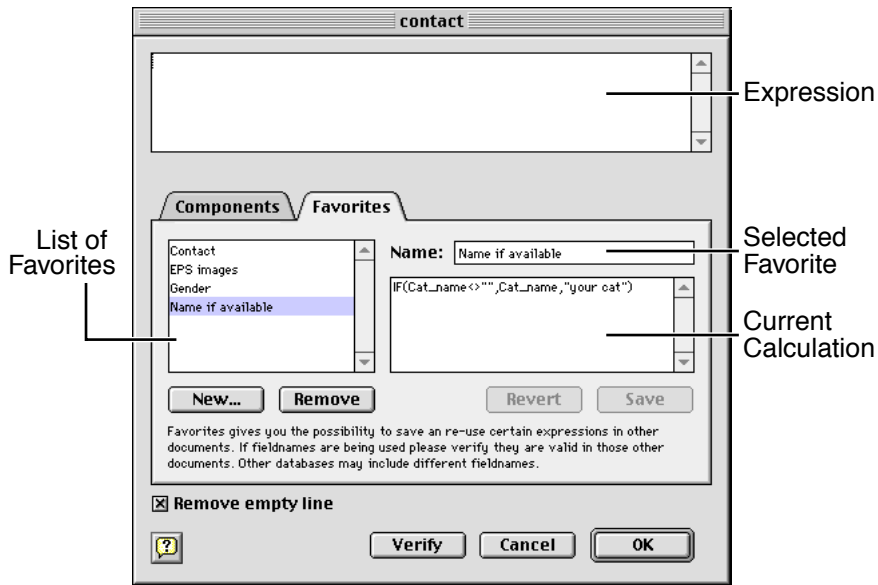 contact
Expression
Components
Favorites
List of
Favorites
Contact
EPS images
Gender
Name if available
Name:
Name if available
Selected
Favorite
IF(Cat_name<>"",Cat_name,"your cat")
Current
Calculation
New...
Remove
Revert
Save
Favorites gives you the possibility to save an re-use certain expressions in other
documents. If fieldnames are being used please verify they are valid in those other
documents. Other databases may include different fieldnames.
Remove empty line
?
Verify
Cancel
OK